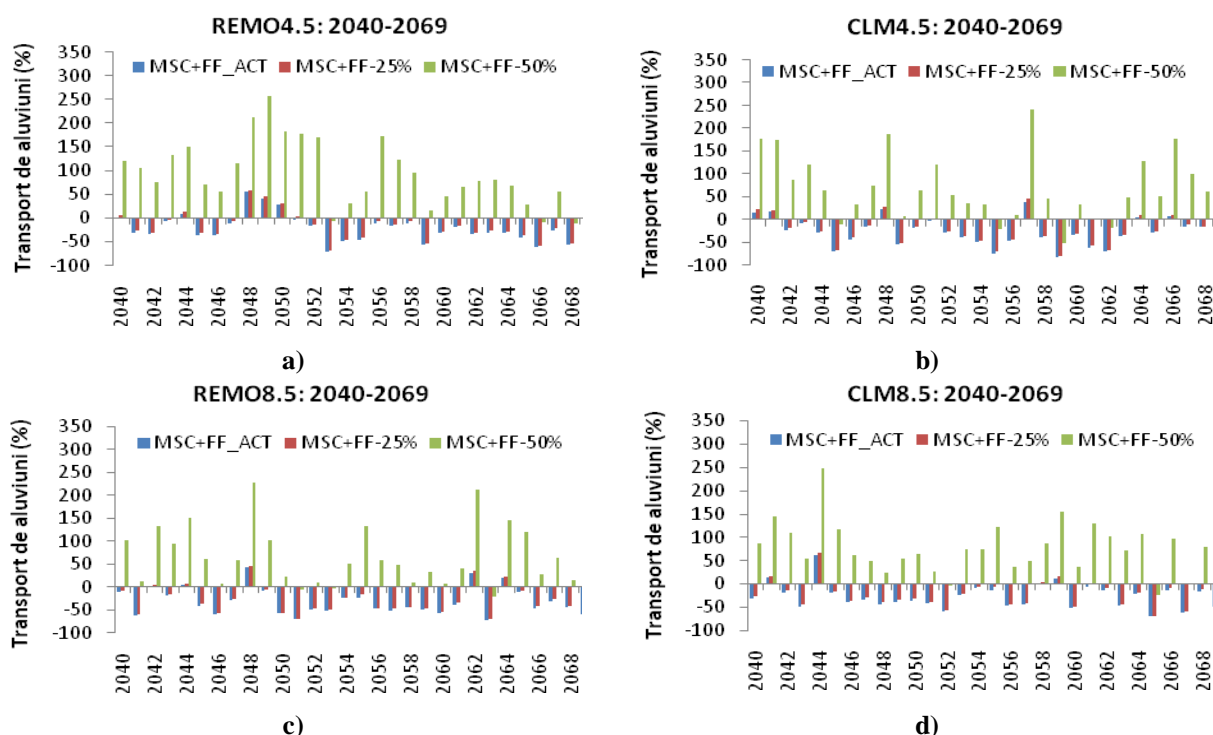 REMO4.5: 2040-2069
Transport de aluviuni (%)
350
300
250
200
150
100
50
0
-50
-100
MSC+FF_ACT MSC+FF-25% MSC+FF-50%
2040 2042 2044 2046 2048 2050 2052 2054 2056 2058 2060 2062 2064 2066 2068
a)
CLM4.5: 2040-2069
Transport de aluviuni (%)
350
300
250
200
150
100
50
0
-50
-100
MSC+FF_ACT MSC+FF-25% MSC+FF-50%
2040 2042 2044 2046 2048 2050 2052 2054 2056 2058 2060 2062 2064 2066 2068
b)
REMO8.5: 2040-2069
Transport de aluviuni (%)
350
300
250
200
150
100
50
0
-50
-100
MSC+FF_ACT MSC+FF-25% MSC+FF-50%
2040 2042 2044 2046 2048 2050 2052 2054 2056 2058 2060 2062 2064 2066 2068
c)
CLM8.5: 2040-2069
Transport de aluviuni (%)
350
300
250
200
150
100
50
0
-50
-100
MSC+FF_ACT MSC+FF-25% MSC+FF-50%
2040 2042 2044 2046 2048 2050 2052 2054 2056 2058 2060 2062 2064 2066 2068
d)